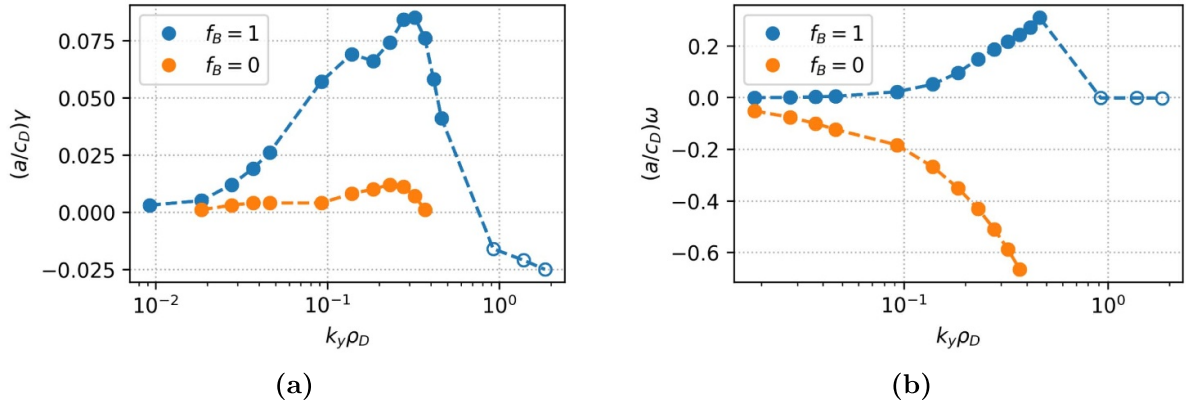 (a/c_D)γ
0.075
0.050
0.025
0.000
−0.025
f_B = 1
f_B = 0
10^−2
10^−1
10^0
k_yρ_D
(a)
(a/c_D)ω
0.2
0.0
−0.2
−0.4
−0.6
f_B = 1
f_B = 0
10^−1
10^0
k_yρ_D
(b)